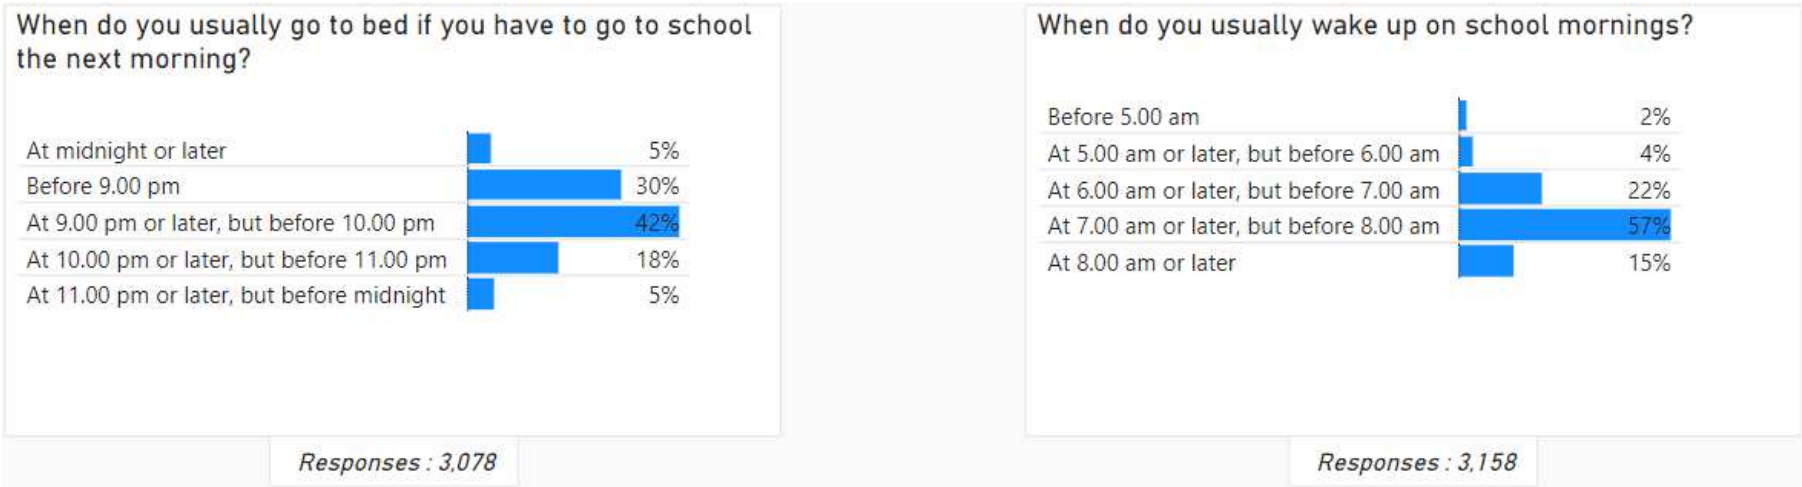 When do you usually go to bed if you have to go to school
the next morning?
At midnight or later 5%
Before 9.00 pm 30%
At 9.00 pm or later, but before 10.00 pm 42%
At 10.00 pm or later, but before 11.00 pm 18%
At 11.00 pm or later, but before midnight 5%
Responses : 3,078
When do you usually wake up on school mornings?
Before 5.00 am 2%
At 5.00 am or later, but before 6.00 am 4%
At 6.00 am or later, but before 7.00 am 22%
At 7.00 am or later, but before 8.00 am 57%
At 8.00 am or later 15%
Responses : 3,158